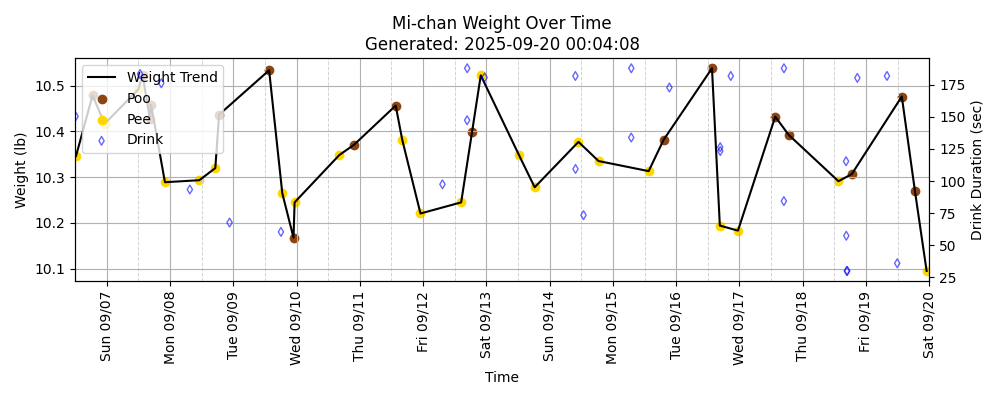 Mi-chan Weight Over Time
Generated: 2025-09-20 00:04:08
Weight (lb)
10.5
10.4
10.3
10.2
10.1
Weight Trend
Poo
Pee
Drink
175
150
125
100
75
50
25
Drink Duration (sec)
Sun 09/07
Mon 09/08
Tue 09/09
Wed 09/10
Thu 09/11
Fri 09/12
Sat 09/13
Sun 09/14
Mon 09/15
Tue 09/16
Wed 09/17
Thu 09/18
Fri 09/19
Sat 09/20
Time